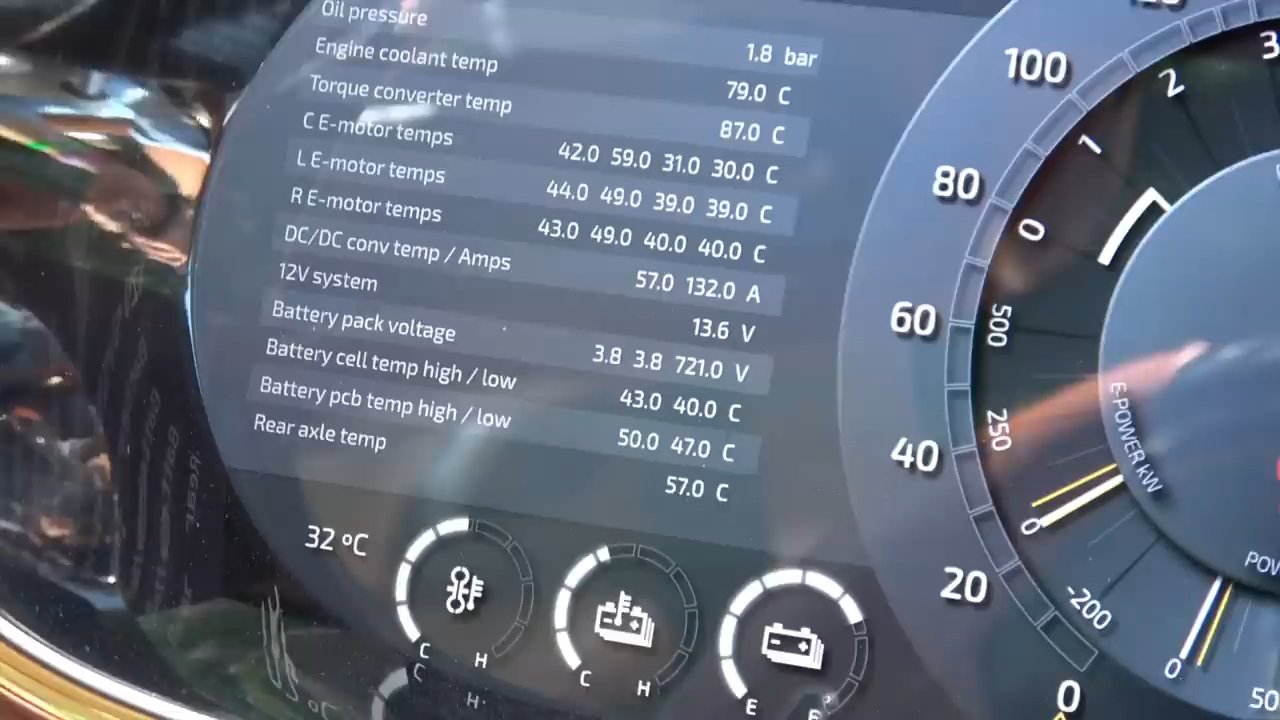 Oil pressure 1.8 bar
Engine coolant temp 79.0 C
Torque converter temp 87.0 C
C E-motor temps 42.0 59.0 31.0 30.0 C
L E-motor temps 44.0 49.0 39.0 39.0 C
R E-motor temps 43.0 49.0 40.0 40.0 C
DC/DC conv temp / Amps 57.0 132.0 A
12V system 13.6 V
Battery pack voltage 3.8 3.8 721.0 V
Battery cell temp high / low 43.0 40.0 C
Battery pcb temp high / low 50.0 47.0 C
Rear axle temp 57.0 C
32 ºC
C H
C H
E
C H
ºC
100
80
60
40
20
0
3
2
1
0
500
250
0
-200
E-POWER kW
0
50